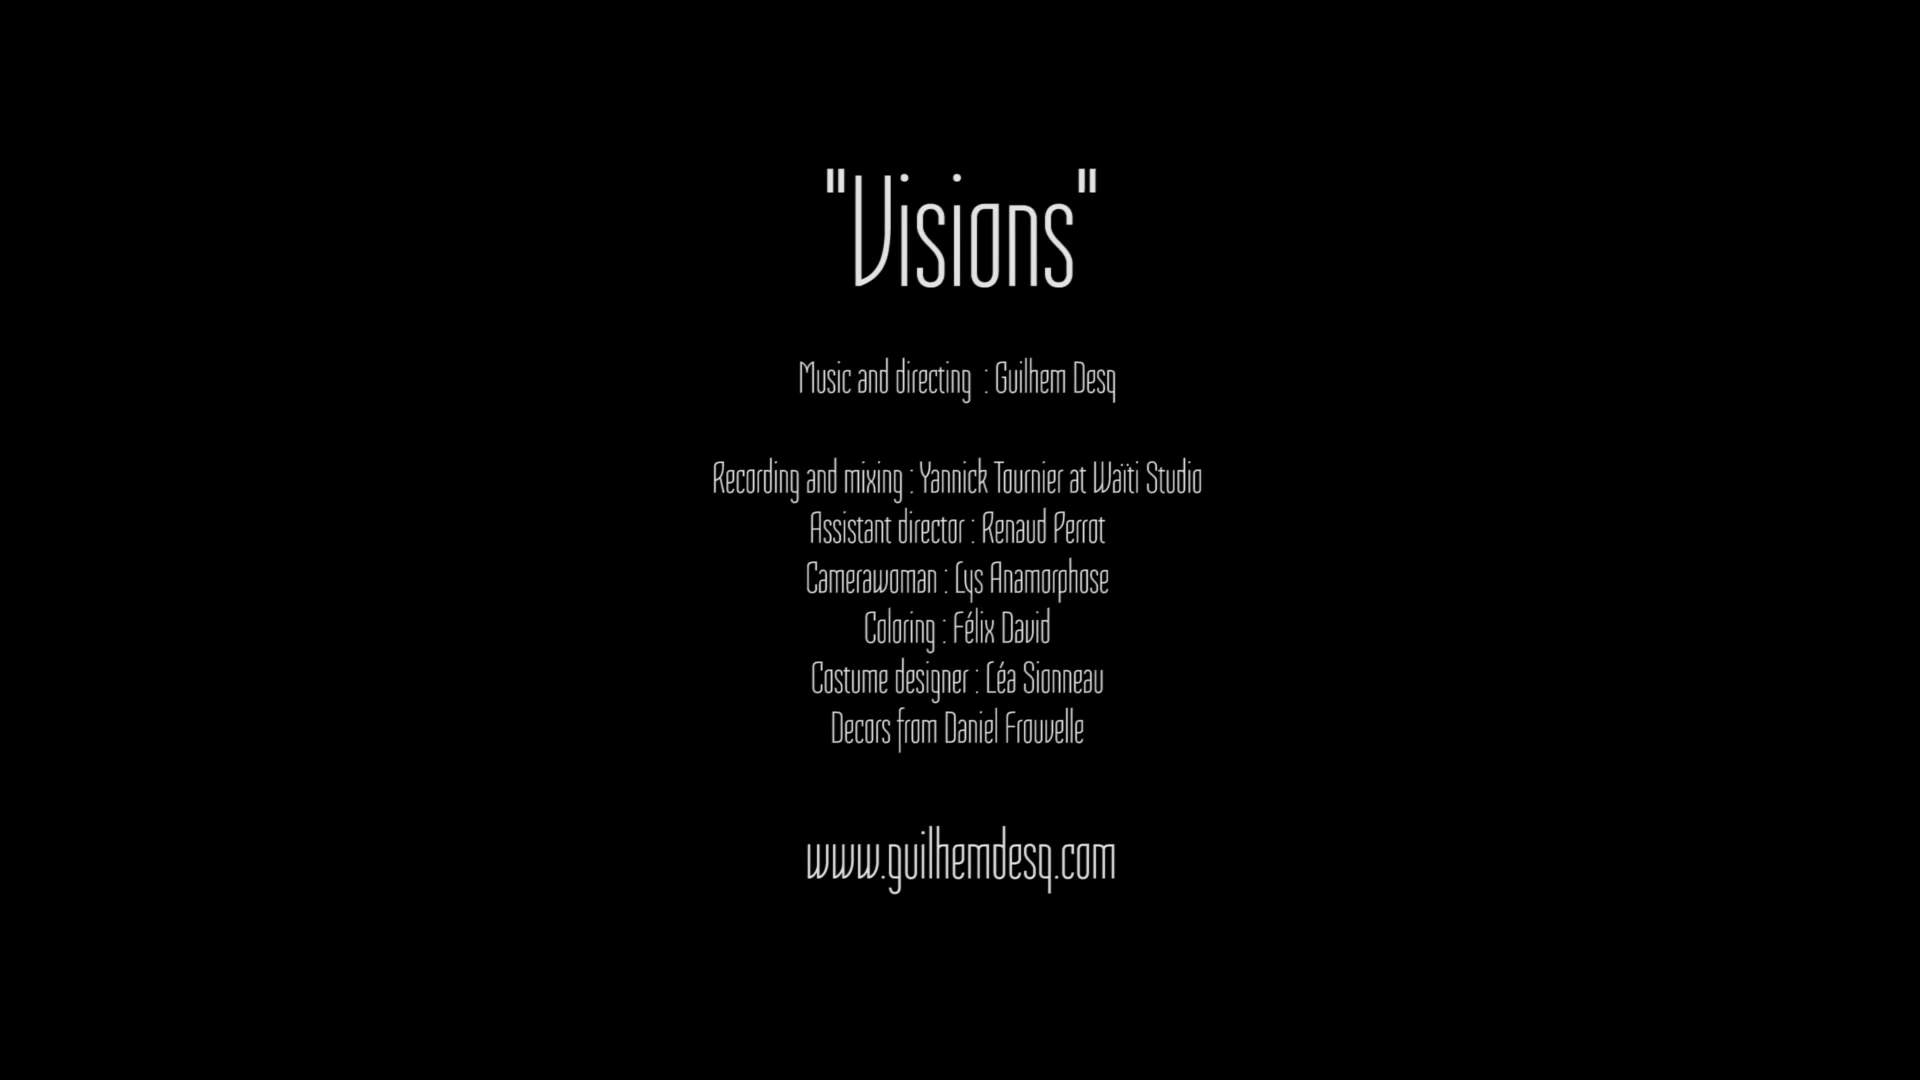 "Visions"
Music and directing : Guilhem Desq
Recording and mixing : Yannick Tournier at Waïti Studio
Assistant director : Renaud Perrot
Camerawoman : Lys Anamorphose
Coloring : Félix David
Costume designer : Léa Sionneau
Decors from Daniel Frouvelle
www.guilhemdesq.com